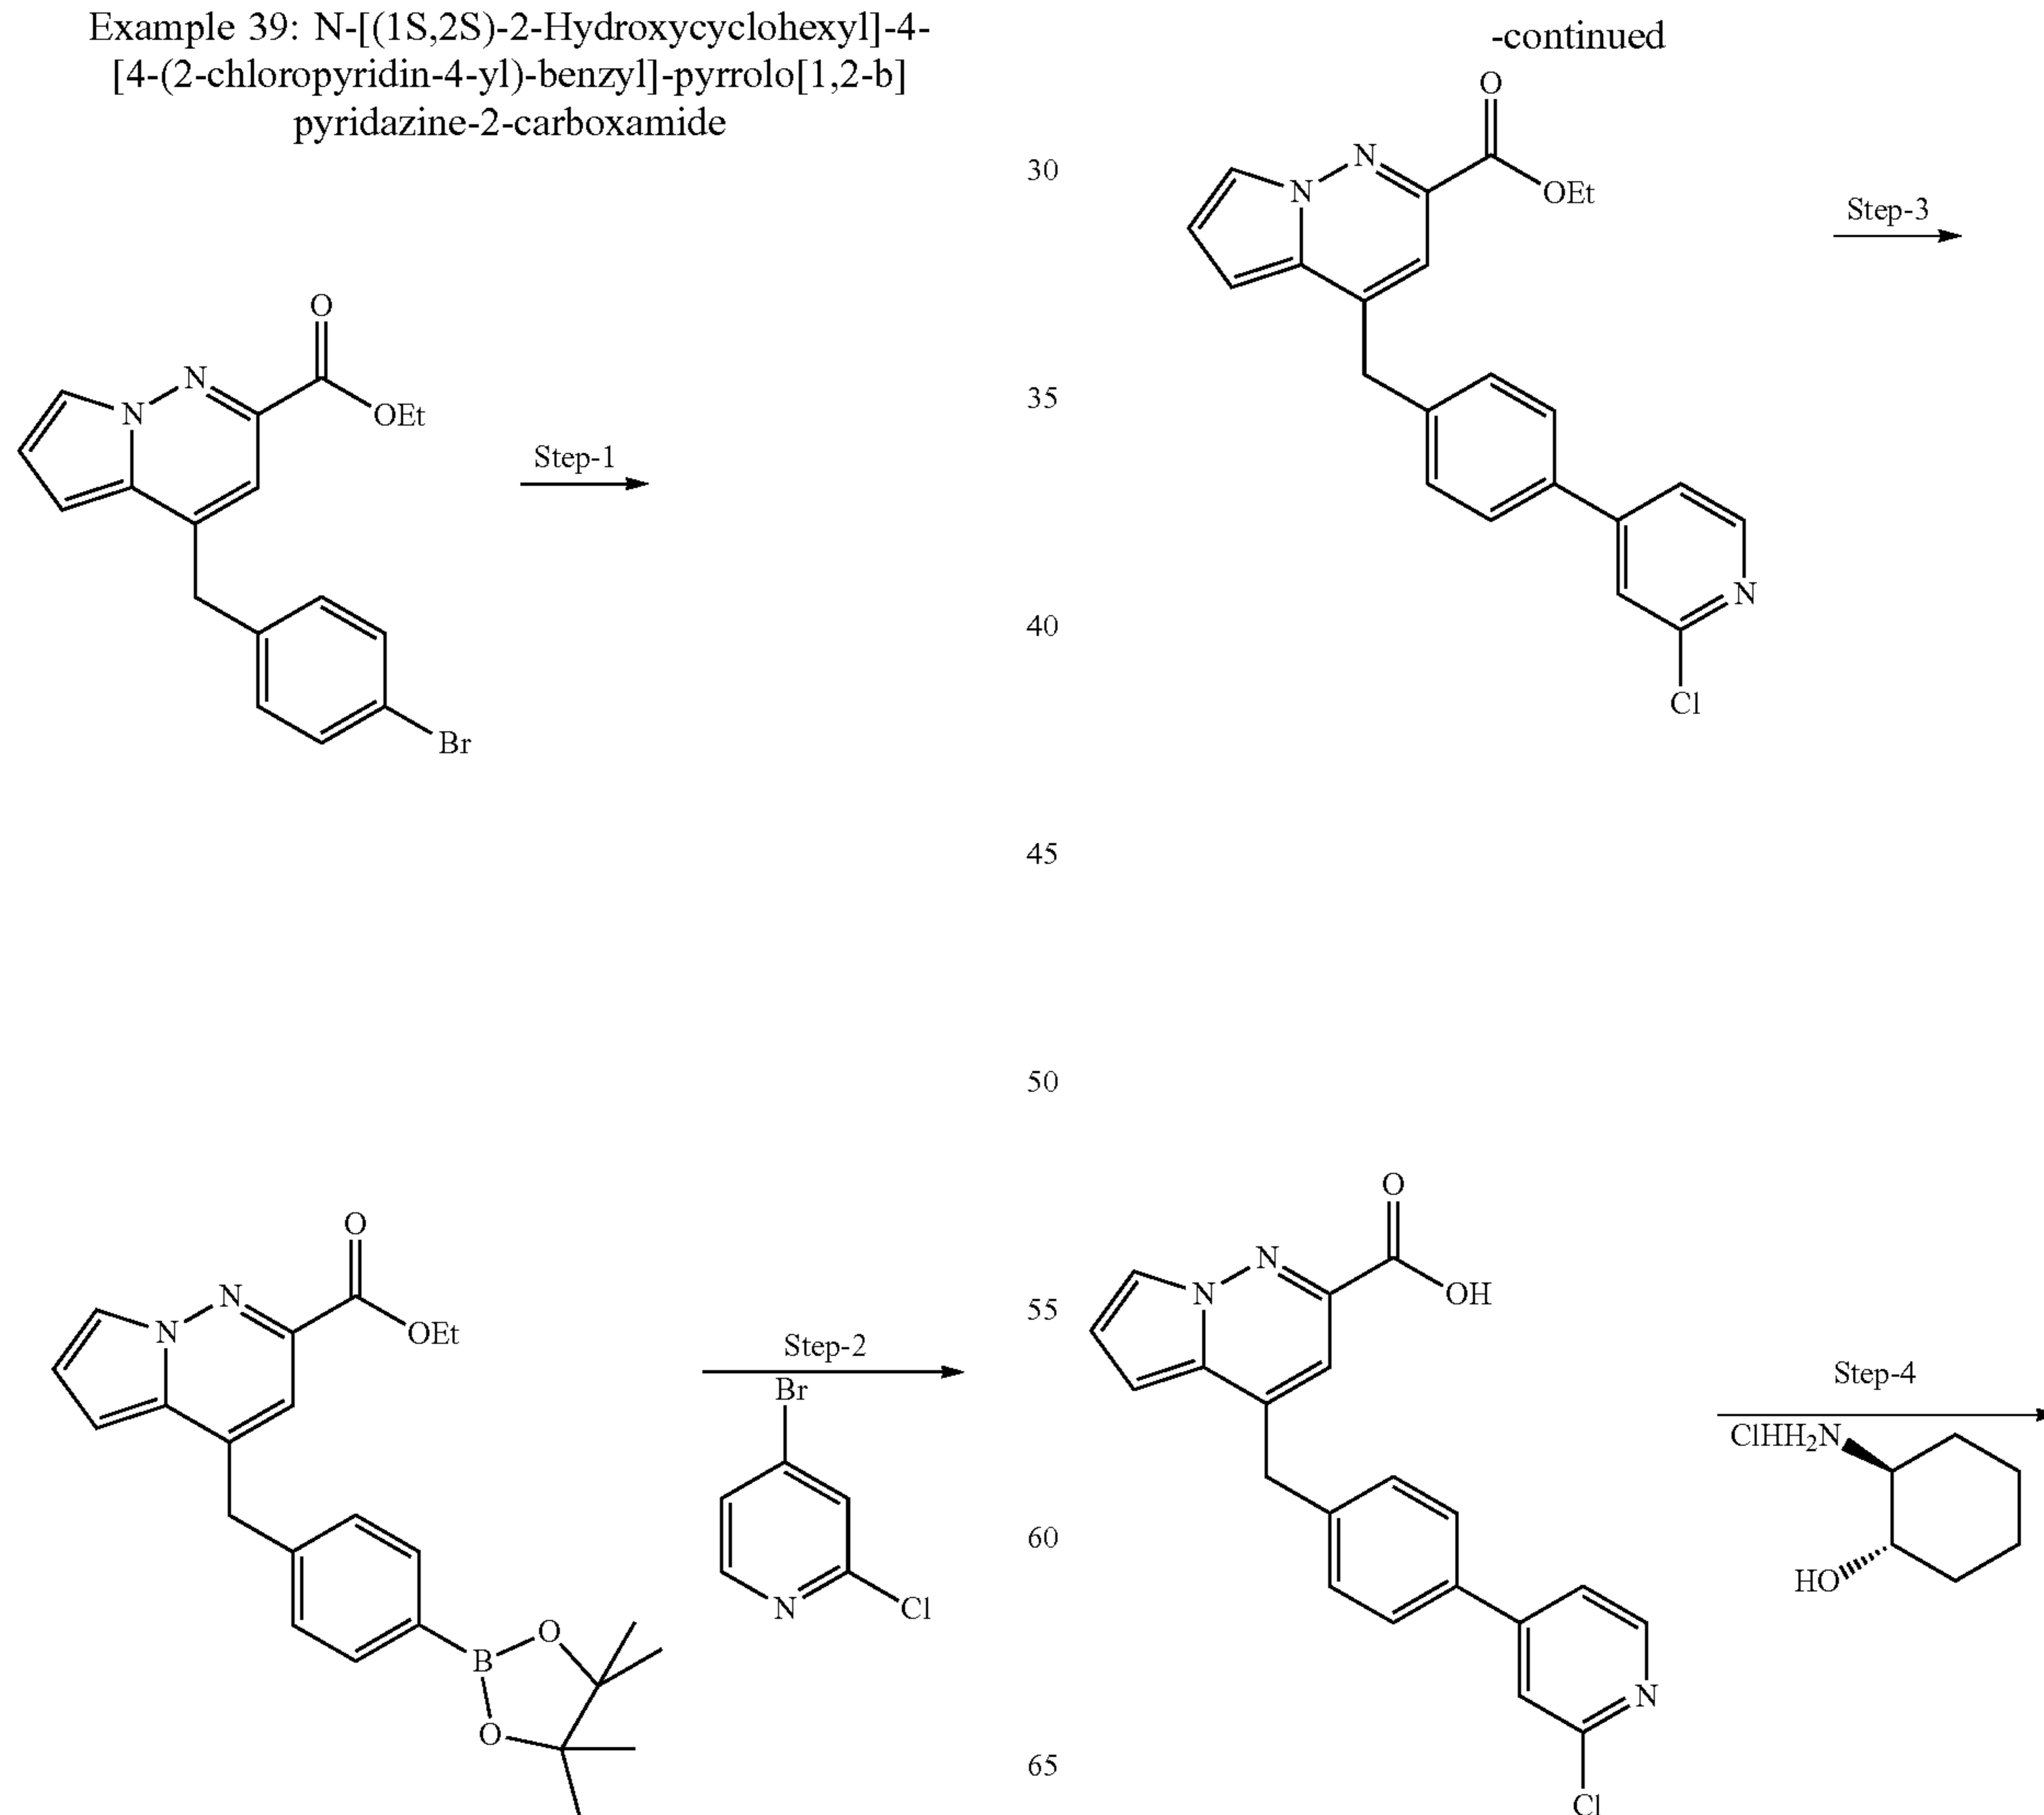 Example 39: N-[(1S,2S)-2-Hydroxycyclohexyl]-4-
[4-(2-chloropyridin-4-yl)-benzyl]-pyrrolo[1,2-b]
pyridazine-2-carboxamide
O
N
N
OEt
Step-1
Br
O
N
N
OEt
B
O
O
Step-2
Br
N
Cl
-continued
30
35
40
45
50
55
60
65
O
N
N
OEt
Step-3
N
Cl
O
N
N
OH
N
Cl
Step-4
ClHH₂N
HO